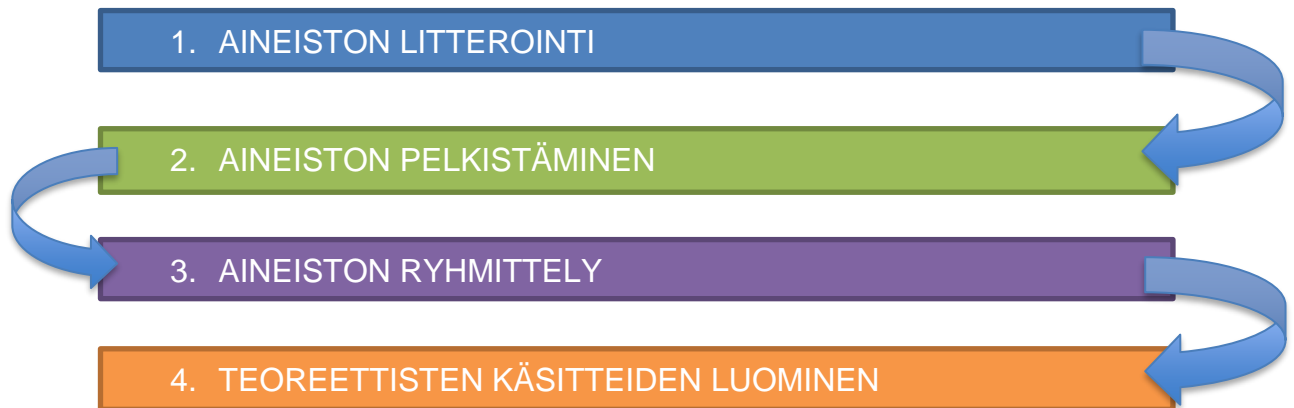 1. AINEISTON LITTEROINTI
2. AINEISTON PELKISTÄMINEN
3. AINEISTON RYHMITTELY
4. TEOREETTISTEN KÄSITTEIDEN LUOMINEN